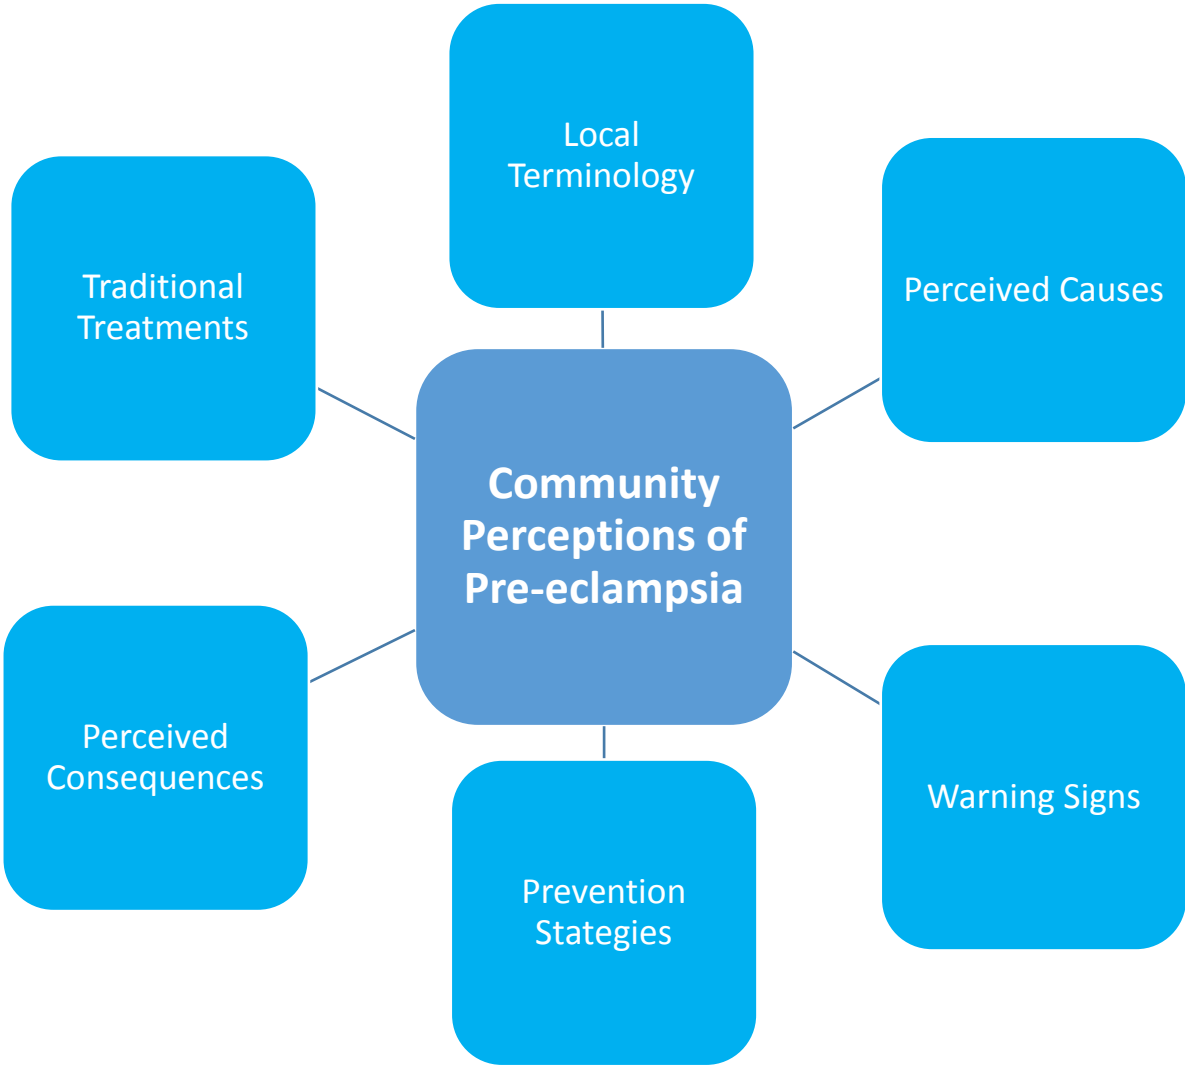 Local
Terminology
Perceived Causes
Traditional
Treatments
Community
Perceptions of
Pre-eclampsia
Warning Signs
Perceived
Consequences
Prevention
Stategies